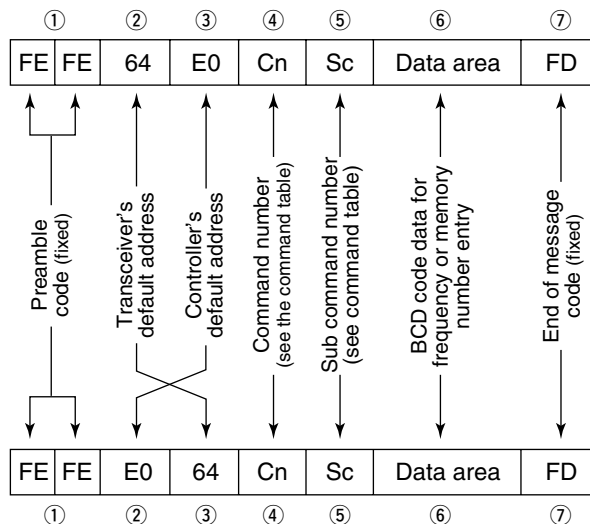 ① ② ③ ④ ⑤ ⑥ ⑦
FE FE 64 E0 Cn Sc Data area FD
Preamble
code (fixed)
Transceiver's
default address
Controller's
default address
Command number
(see the command table)
Sub command number
(see command table)
BCD code data for
frequency or memory
number entry
End of message
code (fixed)
FE FE E0 64 Cn Sc Data area FD
① ② ③ ④ ⑤ ⑥ ⑦